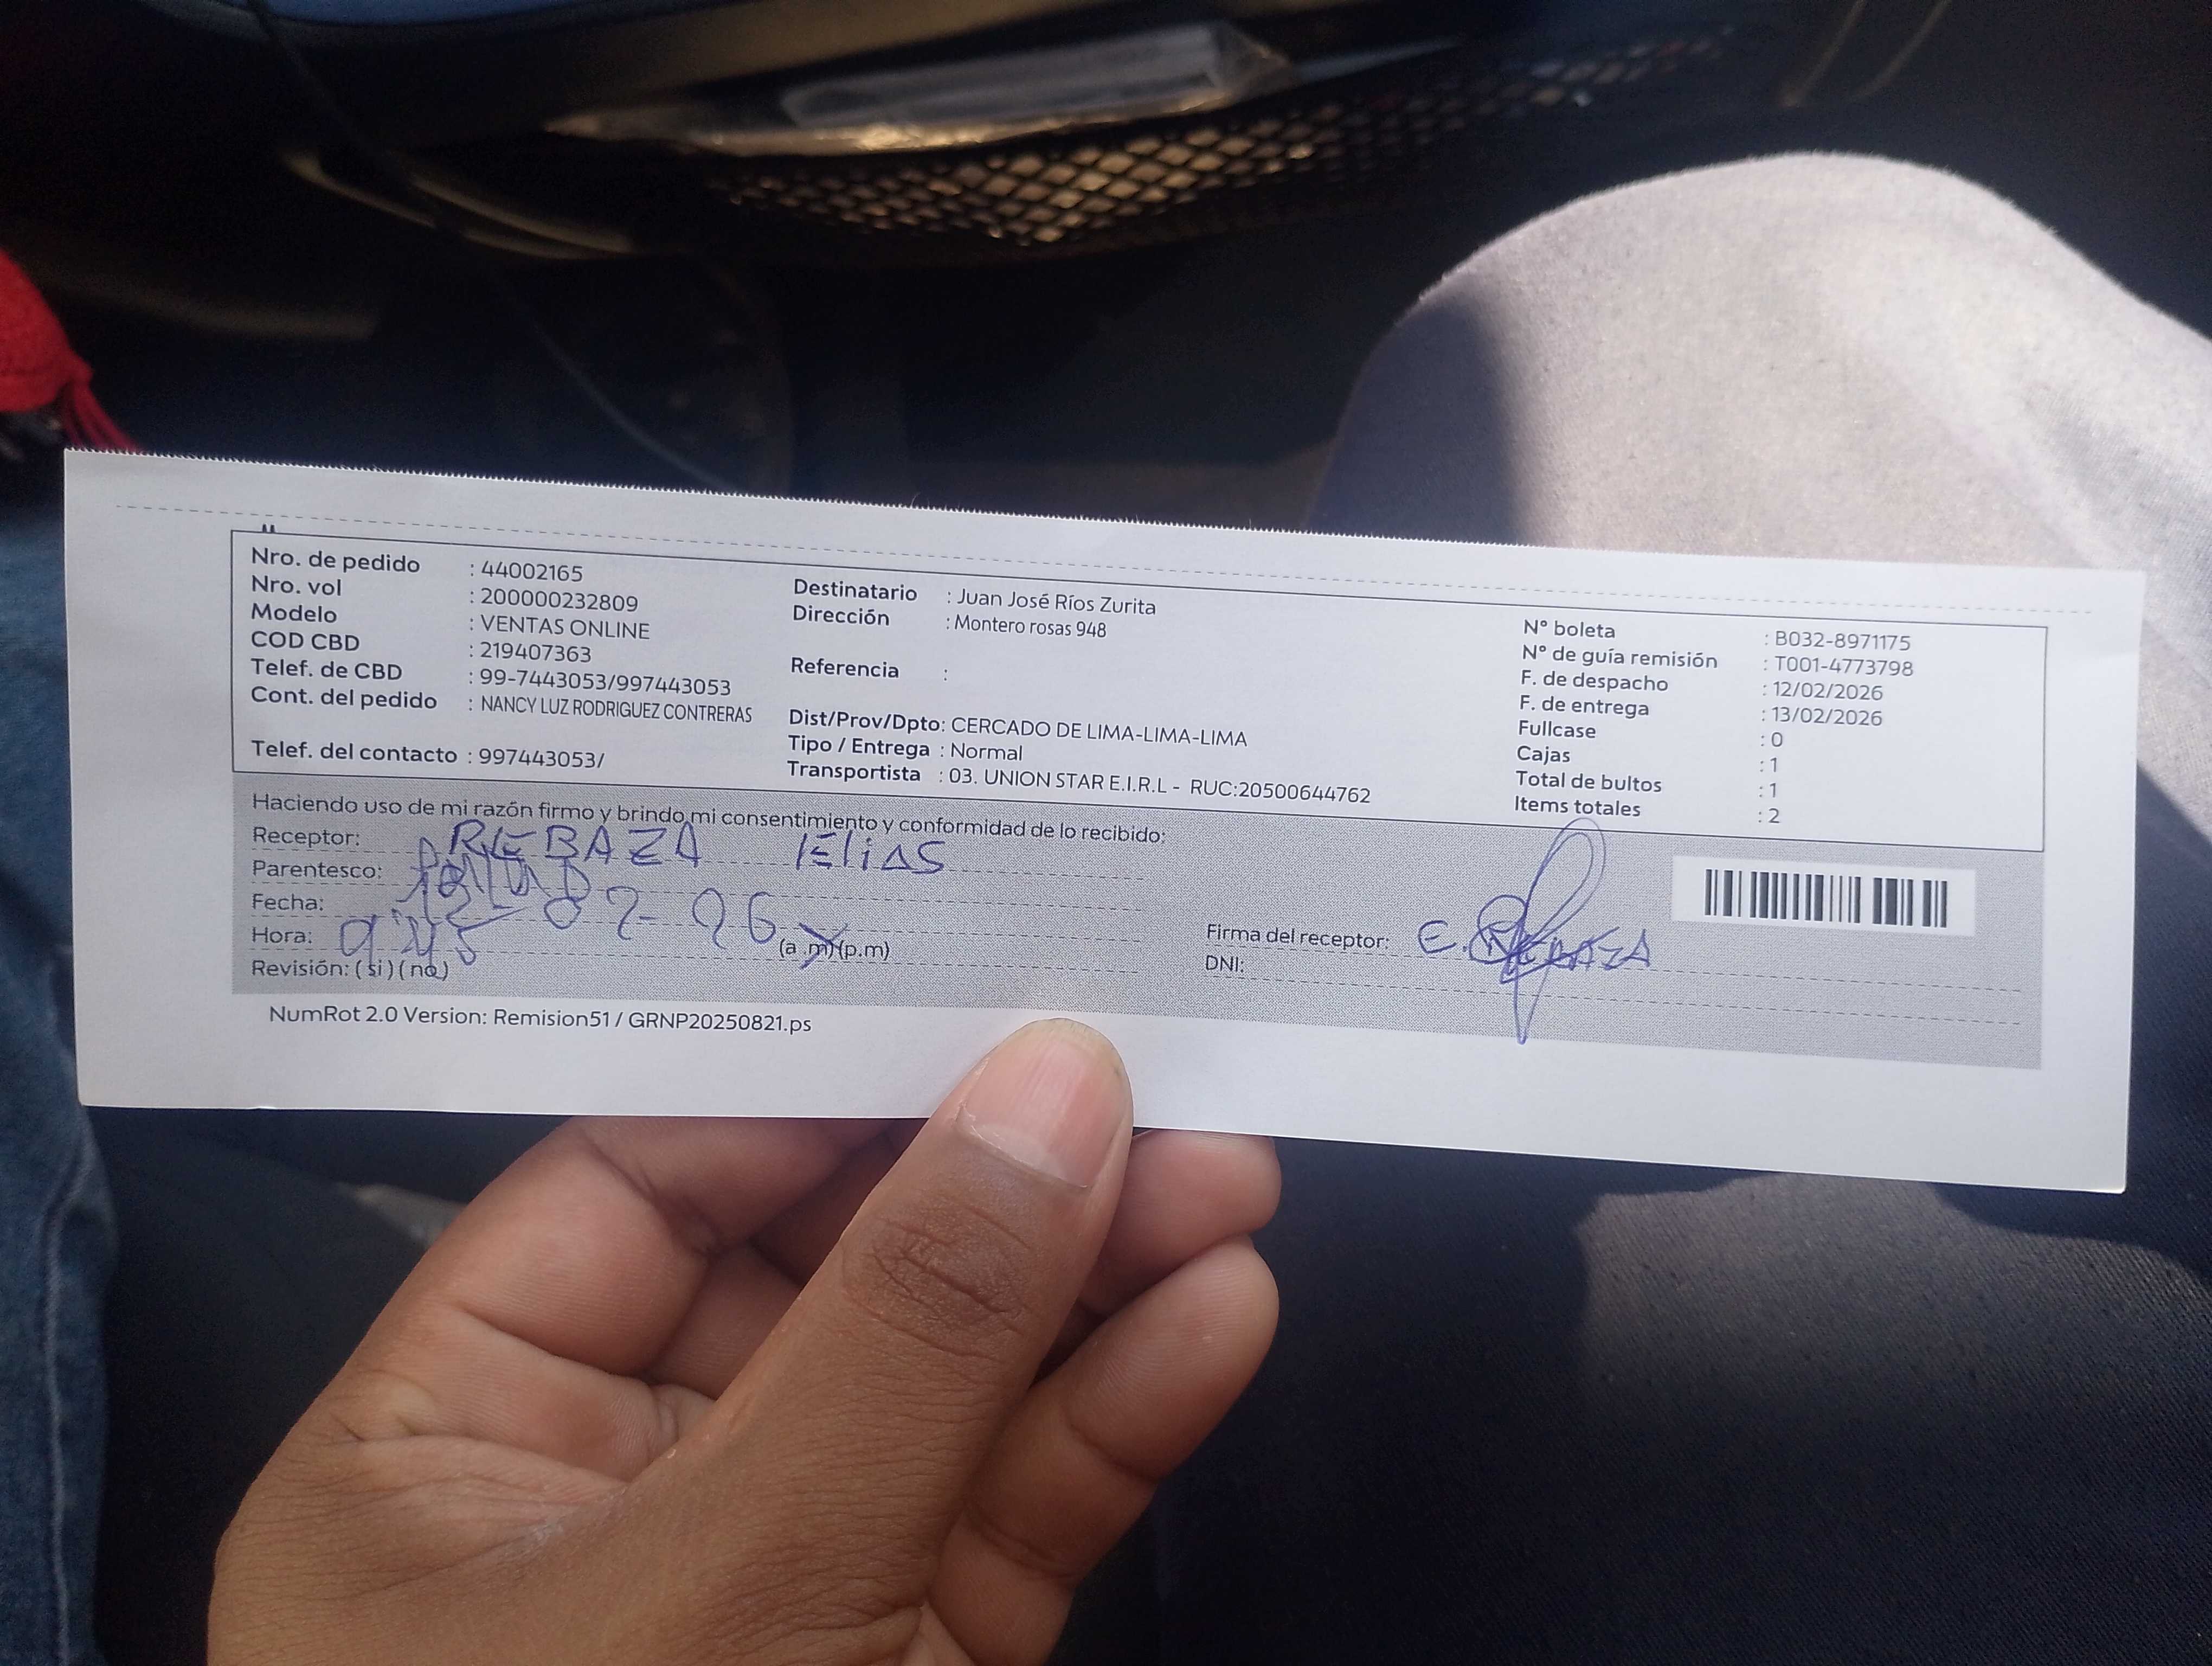 Nro. de pedido : 44002165
Nro. vol : 200000232809
Modelo : VENTAS ONLINE
COD CBD : 219407363
Telef. de CBD : 99-7443053/997443053
Cont. del pedido : NANCY LUZ RODRIGUEZ CONTRERAS
Telef. del contacto : 997443053/
Destinatario : Juan José Ríos Zurita
Dirección : Montero rosas 948
Referencia :
Dist/Prov/Dpto: CERCADO DE LIMA-LIMA-LIMA
Tipo / Entrega : Normal
Transportista : 03. UNION STAR E.I.R.L - RUC:20500644762
N° boleta : B032-8971175
N° de guía remisión : T001-4773798
F. de despacho : 12/02/2026
F. de entrega : 13/02/2026
Fullcase : 0
Cajas : 1
Total de bultos : 1
Items totales : 2
Haciendo uso de mi razón firmo y brindo mi consentimiento y conformidad de lo recibido:
Receptor: REBAZA Elias
Parentesco:
Fecha:
Hora: 9:45 (a .m)(p.m)
Revisión: ( si ) ( no )
Firma del receptor: E. REBAZA
DNI:
NumRot 2.0 Version: Remision51 / GRNP20250821.ps